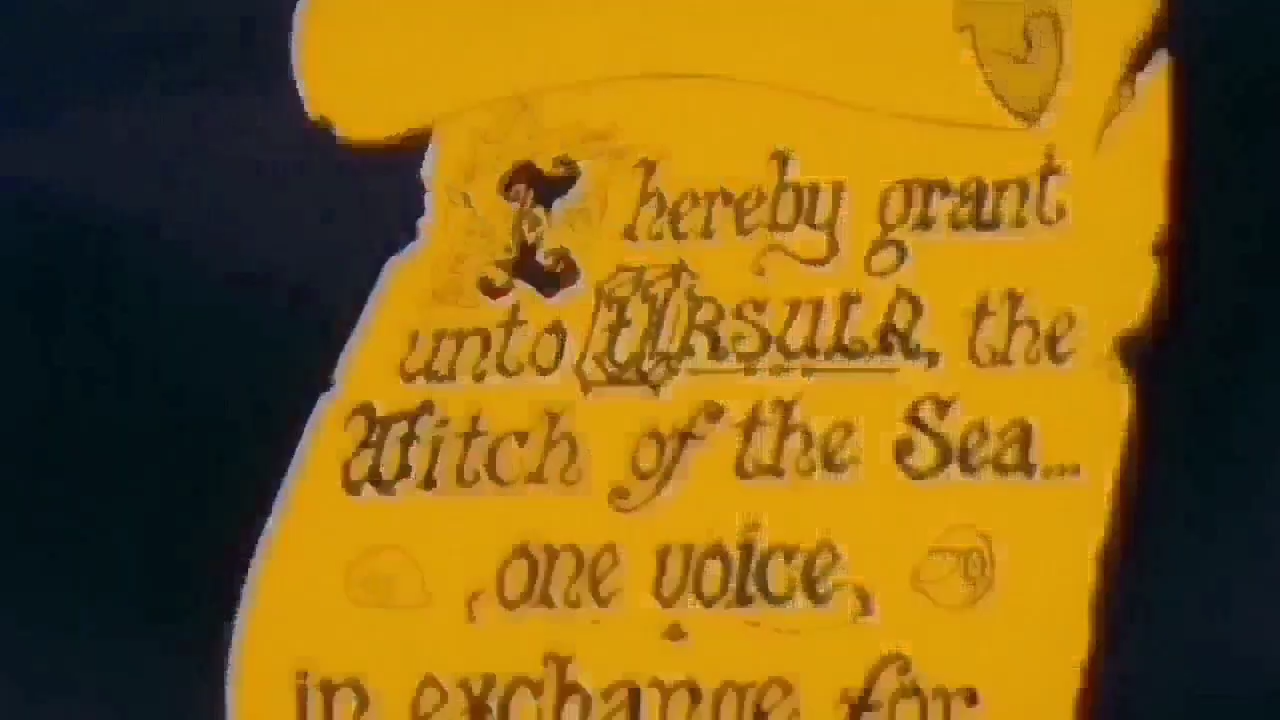 I hereby grant
unto Ursula, the
Witch of the Sea...
one voice,
in exchange for